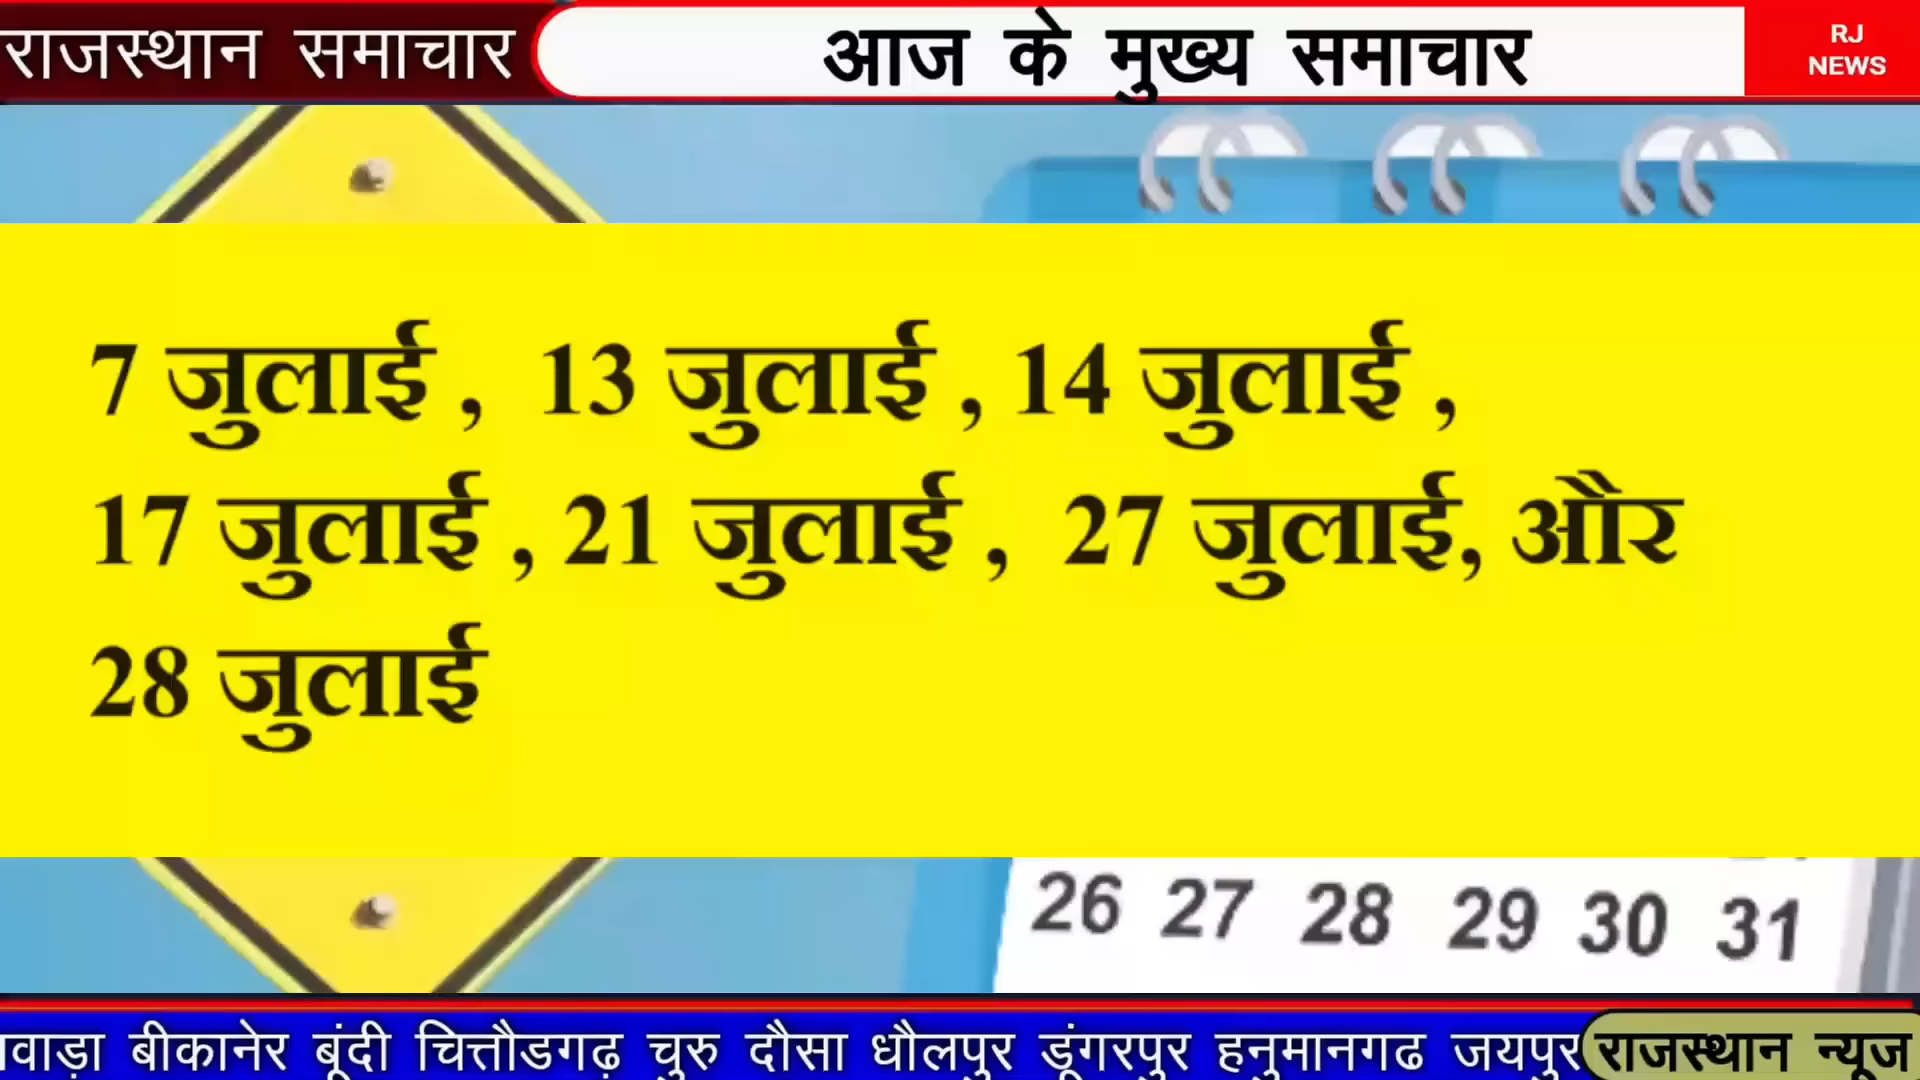 राजस्थान समाचार
आज के मुख्य समाचार
RJ
NEWS
7 जुलाई , 13 जुलाई , 14 जुलाई ,
17 जुलाई , 21 जुलाई , 27 जुलाई, और
28 जुलाई
26 27 28 29 30 31
बीकानेर बूंदी चित्तौडगढ़ चुरु दौसा धौलपुर डूंगरपुर हनुमानगढ जयपुर
राजस्थान न्यूज